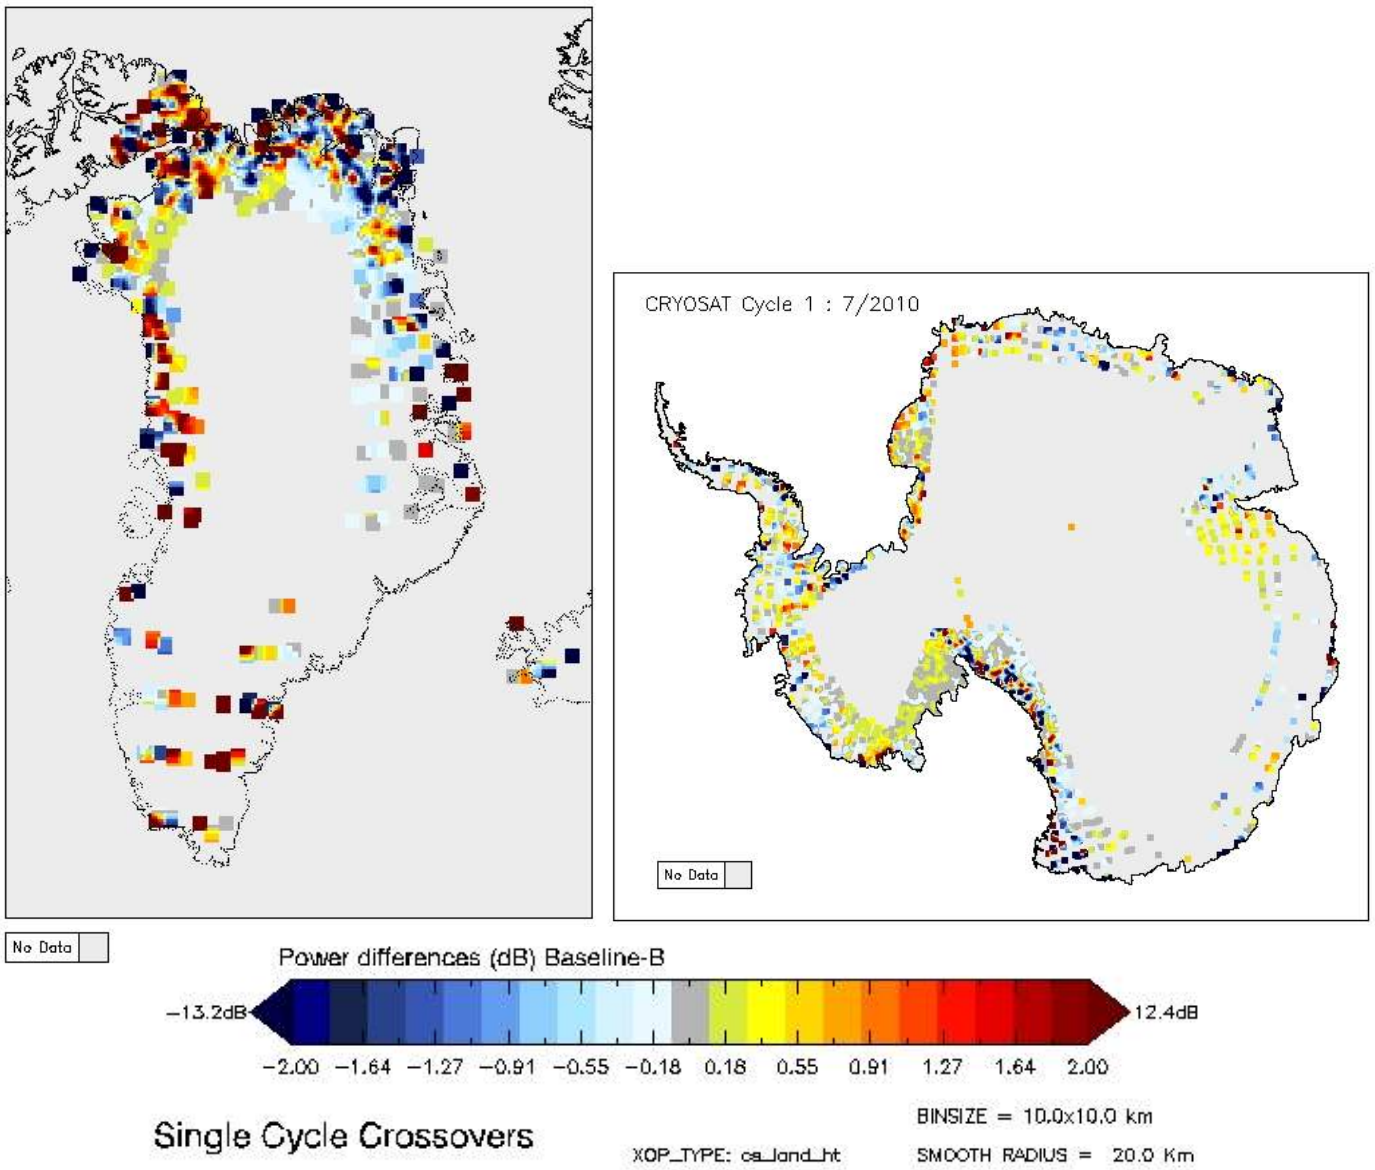 CRYOSAT Cycle 1 : 7/2010
No Data
No Data
Power differences (dB) Baseline-B
-13.2dB
12.4dB
-2.00 -1.64 -1.27 -0.91 -0.55 -0.18 0.18 0.55 0.91 1.27 1.64 2.00
Single Cycle Crossovers
BINSIZE = 10.0x10.0 km
XOP_TYPE: cs_land_ht
SMOOTH RADIUS = 20.0 Km